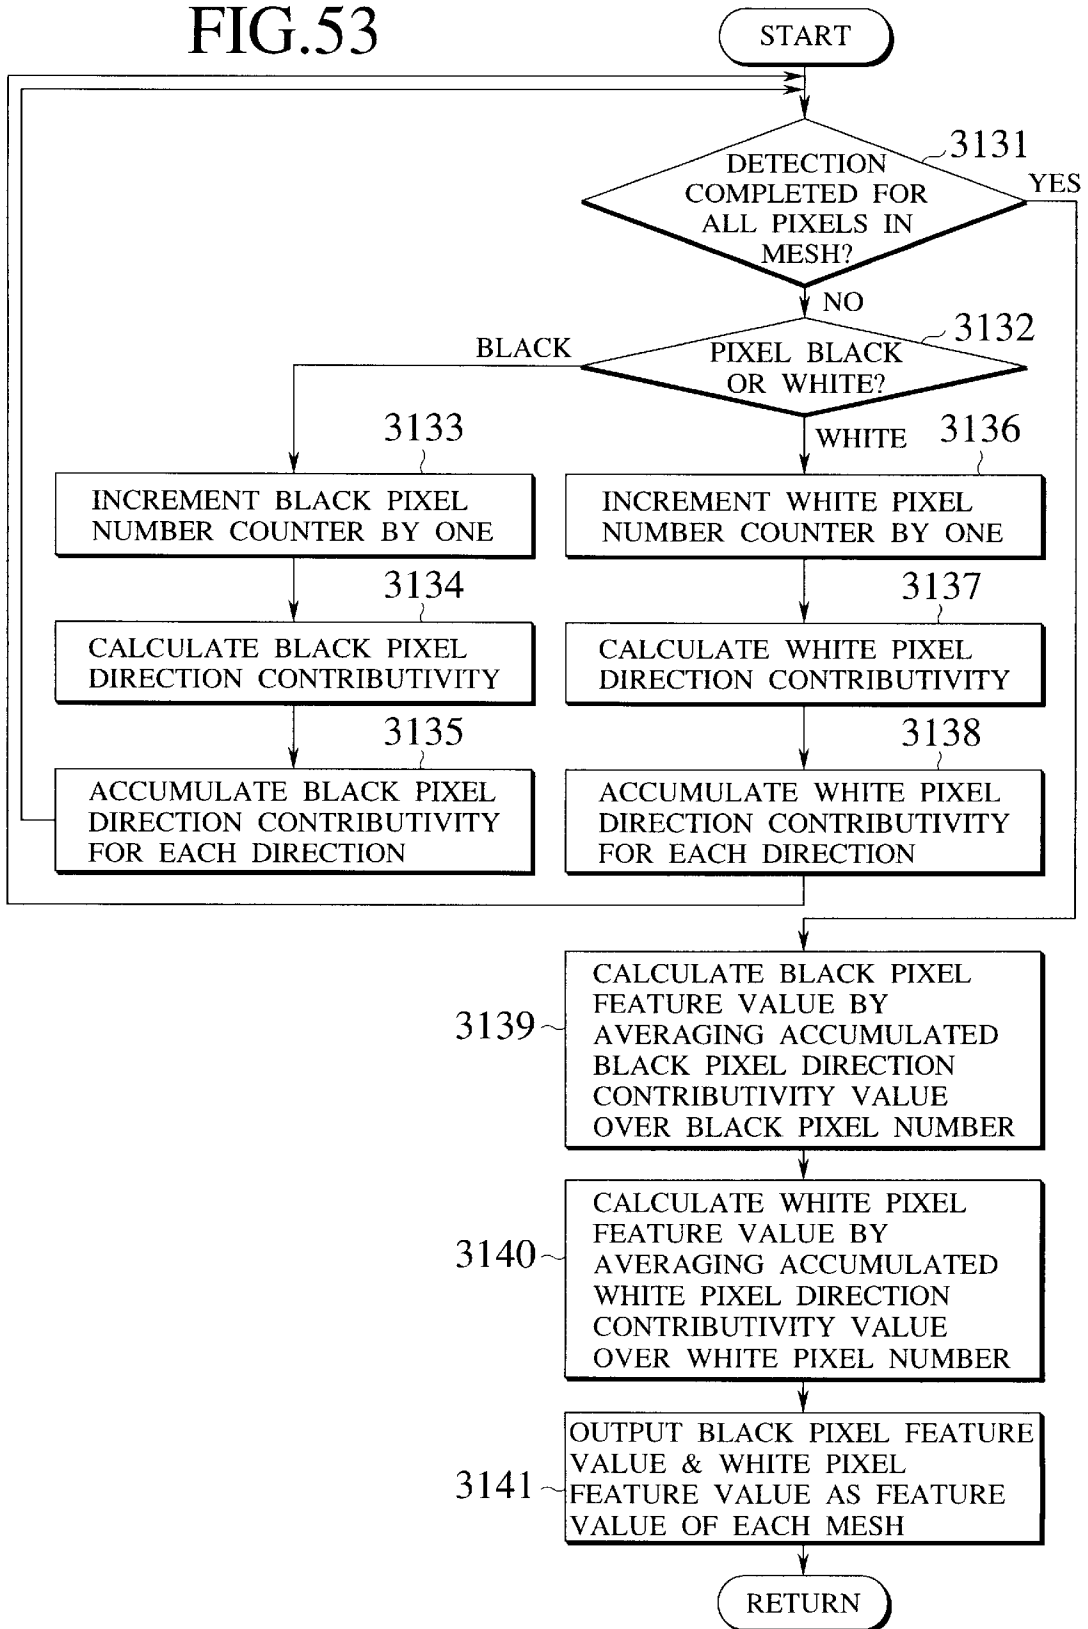 FIG.53
START
3131
DETECTION
COMPLETED FOR
ALL PIXELS IN
MESH?
YES
NO
3132
PIXEL BLACK
OR WHITE?
BLACK
WHITE
3133
INCREMENT BLACK PIXEL
NUMBER COUNTER BY ONE
3134
CALCULATE BLACK PIXEL
DIRECTION CONTRIBUTIVITY
3135
ACCUMULATE BLACK PIXEL
DIRECTION CONTRIBUTIVITY
FOR EACH DIRECTION
3136
INCREMENT WHITE PIXEL
NUMBER COUNTER BY ONE
3137
CALCULATE WHITE PIXEL
DIRECTION CONTRIBUTIVITY
3138
ACCUMULATE WHITE PIXEL
DIRECTION CONTRIBUTIVITY
FOR EACH DIRECTION
3139
CALCULATE BLACK PIXEL
FEATURE VALUE BY
AVERAGING ACCUMULATED
BLACK PIXEL DIRECTION
CONTRIBUTIVITY VALUE
OVER BLACK PIXEL NUMBER
3140
CALCULATE WHITE PIXEL
FEATURE VALUE BY
AVERAGING ACCUMULATED
WHITE PIXEL DIRECTION
CONTRIBUTIVITY VALUE
OVER WHITE PIXEL NUMBER
3141
OUTPUT BLACK PIXEL FEATURE
VALUE & WHITE PIXEL
FEATURE VALUE AS FEATURE
VALUE OF EACH MESH
RETURN